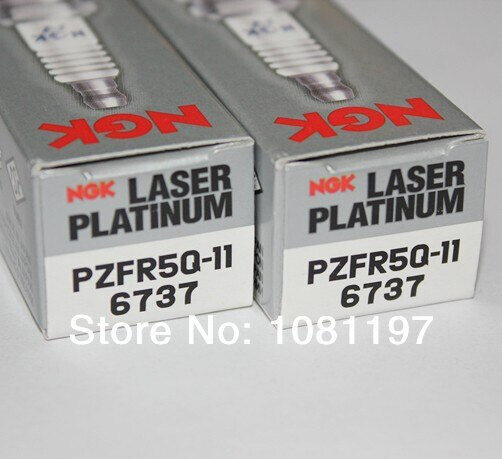 NGK
NGK
NGK LASER
PLATINUM
PZFR5Q-11
6737
NGK LASER
PLATINUM
PZFR5Q-11
6737
Store No: 1081197